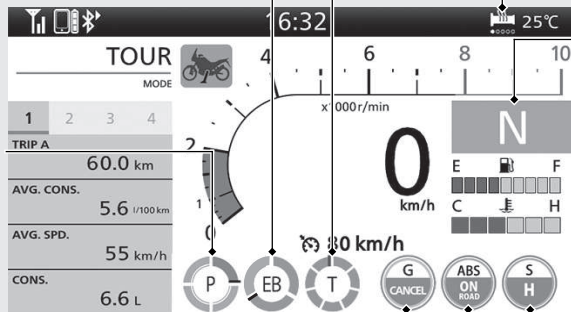 16:32 25℃
TOUR
MODE
4 6 8 10
x1000r/min
1 2 3 4
TRIP A
60.0 km
AVG. CONS.
5.6 l/100km
AVG. SPD.
55 km/h
CONS.
6.6 L
2
1
0
0
km/h
N
E F
C H
80 km/h
P EB T
G
CANCEL
ABS
ON
ROAD
S
H